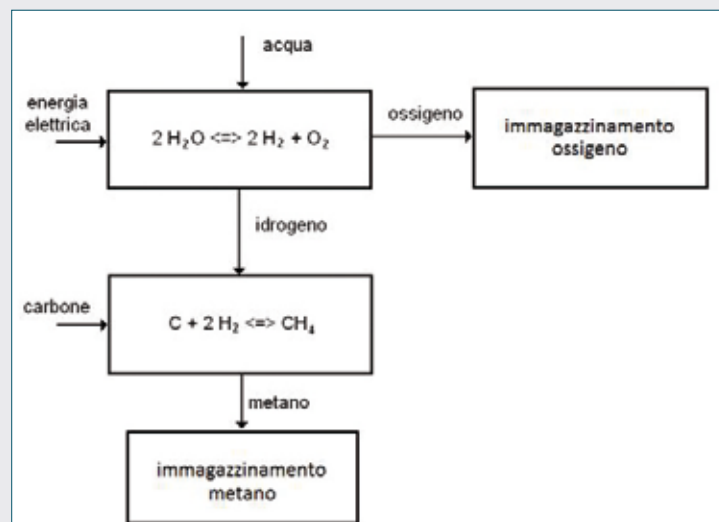 acqua
energia
elettrica
2 H₂O <=> 2 H₂ + O₂
ossigeno
immagazzinamento
ossigeno
idrogeno
carbone
C + 2 H₂ <=> CH₄
metano
immagazzinamento
metano